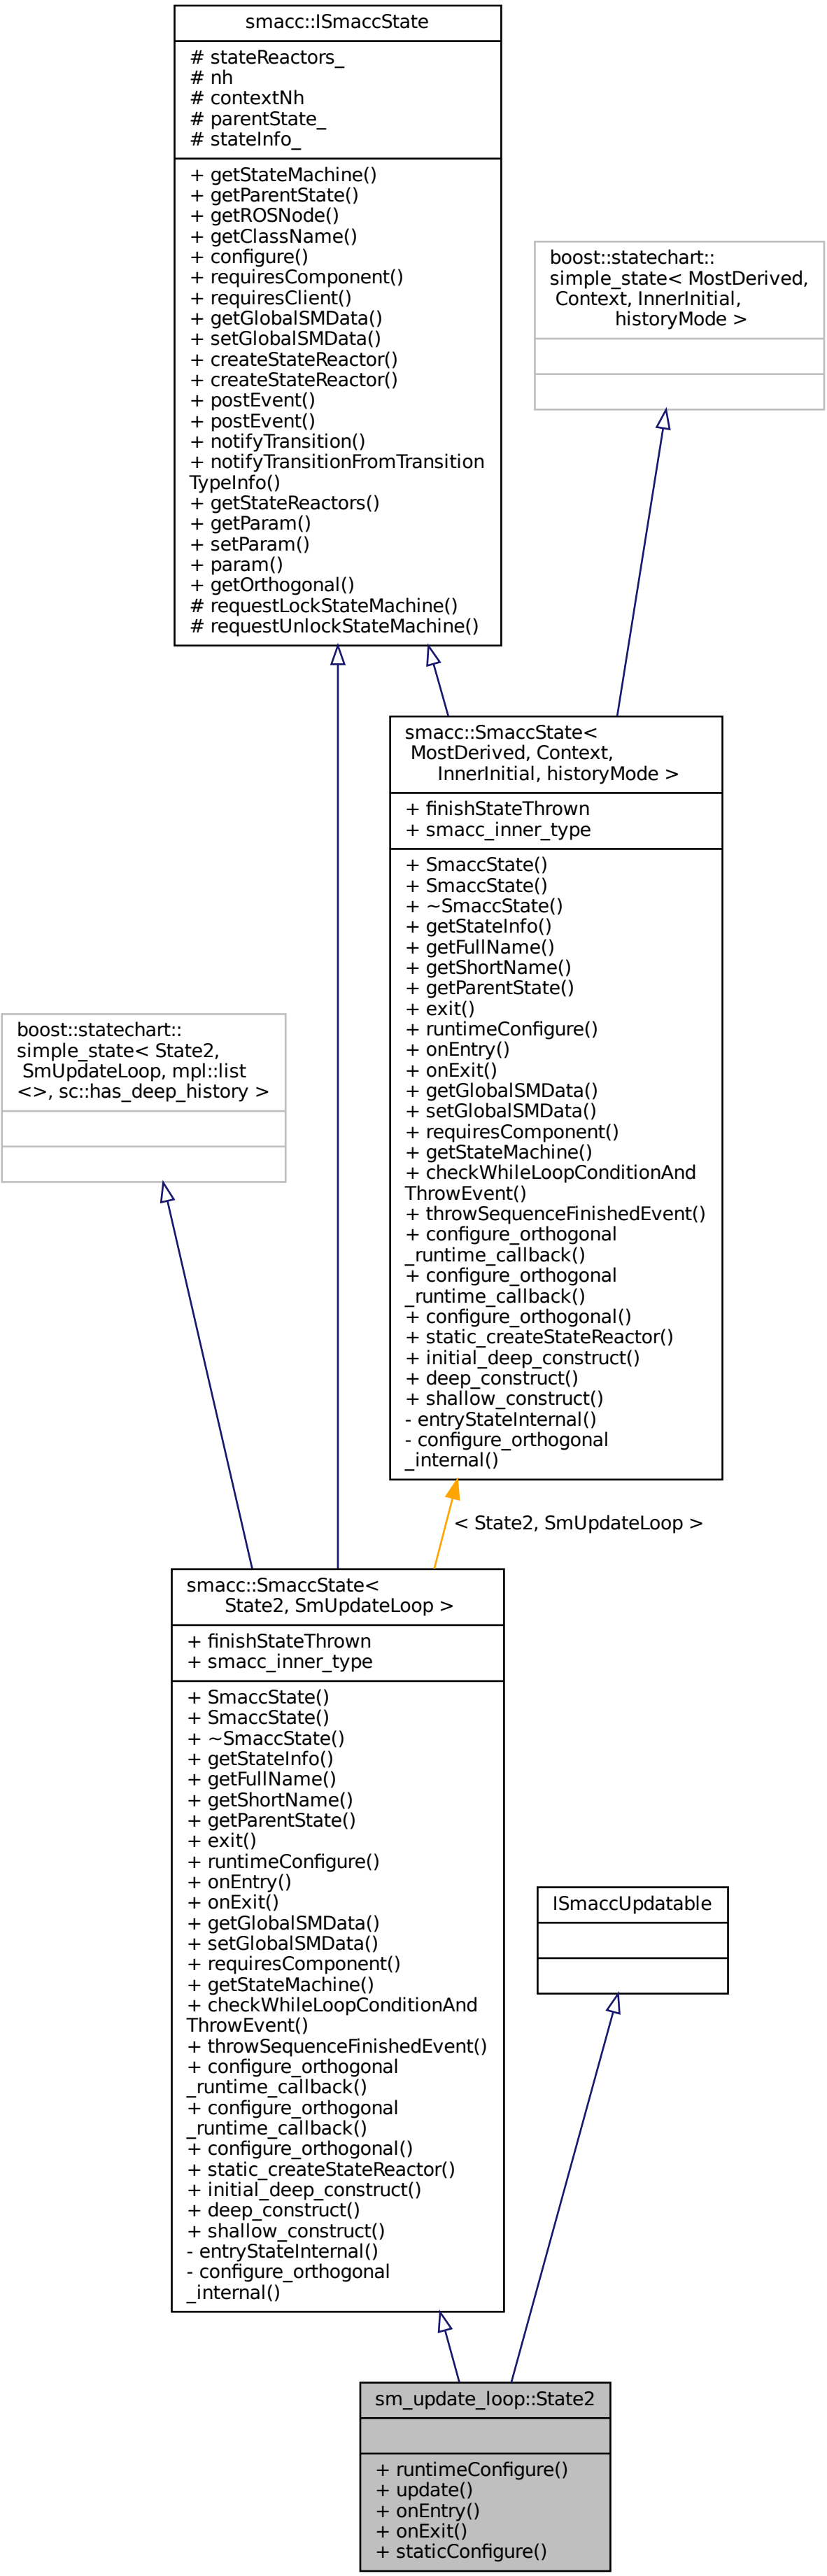 smacc::ISmaccState
# stateReactors_
# nh
# contextNh
# parentState_
# stateInfo_
+ getStateMachine()
+ getParentState()
+ getROSNode()
+ getClassName()
+ configure()
+ requiresComponent()
+ requiresClient()
+ getGlobalSMData()
+ setGlobalSMData()
+ createStateReactor()
+ createStateReactor()
+ postEvent()
+ postEvent()
+ notifyTransition()
+ notifyTransitionFromTransition
TypeInfo()
+ getStateReactors()
+ getParam()
+ setParam()
+ param()
+ getOrthogonal()
# requestLockStateMachine()
# requestUnlockStateMachine()
boost::statechart::
simple_state< MostDerived,
Context, InnerInitial,
historyMode >
smacc::SmaccState<
MostDerived, Context,
InnerInitial, historyMode >
+ finishStateThrown
+ smacc_inner_type
+ SmaccState()
+ SmaccState()
+ ~SmaccState()
+ getStateInfo()
+ getFullName()
+ getShortName()
+ getParentState()
+ exit()
+ runtimeConfigure()
+ onEntry()
+ onExit()
+ getGlobalSMData()
+ setGlobalSMData()
+ requiresComponent()
+ getStateMachine()
+ checkWhileLoopConditionAnd
ThrowEvent()
+ throwSequenceFinishedEvent()
+ configure_orthogonal
_runtime_callback()
+ configure_orthogonal
_runtime_callback()
+ configure_orthogonal()
+ static_createStateReactor()
+ initial_deep_construct()
+ deep_construct()
+ shallow_construct()
- entryStateInternal()
- configure_orthogonal
_internal()
boost::statechart::
simple_state< State2,
SmUpdateLoop, mpl::list
<>, sc::has_deep_history >
< State2, SmUpdateLoop >
smacc::SmaccState<
State2, SmUpdateLoop >
+ finishStateThrown
+ smacc_inner_type
+ SmaccState()
+ SmaccState()
+ ~SmaccState()
+ getStateInfo()
+ getFullName()
+ getShortName()
+ getParentState()
+ exit()
+ runtimeConfigure()
+ onEntry()
+ onExit()
+ getGlobalSMData()
+ setGlobalSMData()
+ requiresComponent()
+ getStateMachine()
+ checkWhileLoopConditionAnd
ThrowEvent()
+ throwSequenceFinishedEvent()
+ configure_orthogonal
_runtime_callback()
+ configure_orthogonal
_runtime_callback()
+ configure_orthogonal()
+ static_createStateReactor()
+ initial_deep_construct()
+ deep_construct()
+ shallow_construct()
- entryStateInternal()
- configure_orthogonal
_internal()
ISmaccUpdatable
sm_update_loop::State2
+ runtimeConfigure()
+ update()
+ onEntry()
+ onExit()
+ staticConfigure()